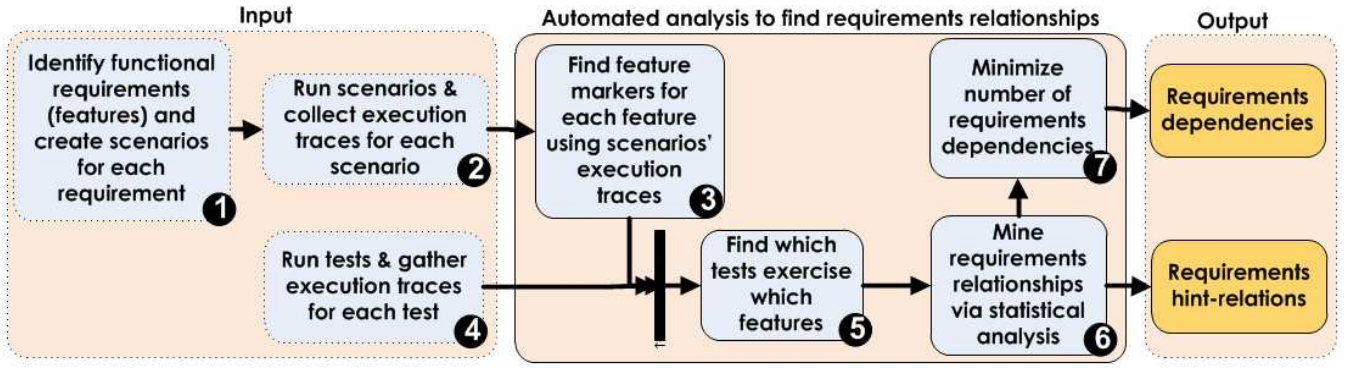 Input
Automated analysis to find requirements relationships
Output
Identify functional
requirements
(features) and
create scenarios
for each
requirement
1
Run scenarios &
collect execution
traces for each
scenario
2
Find feature
markers for
each feature
using scenarios'
execution
traces
3
Run tests & gather
execution traces
for each test
4
Find which
tests exercise
which
features
5
Mine
requirements
relationships
via statistical
analysis
6
Minimize
number of
requirements
dependencies
7
Requirements
dependencies
Requirements
hint-relations